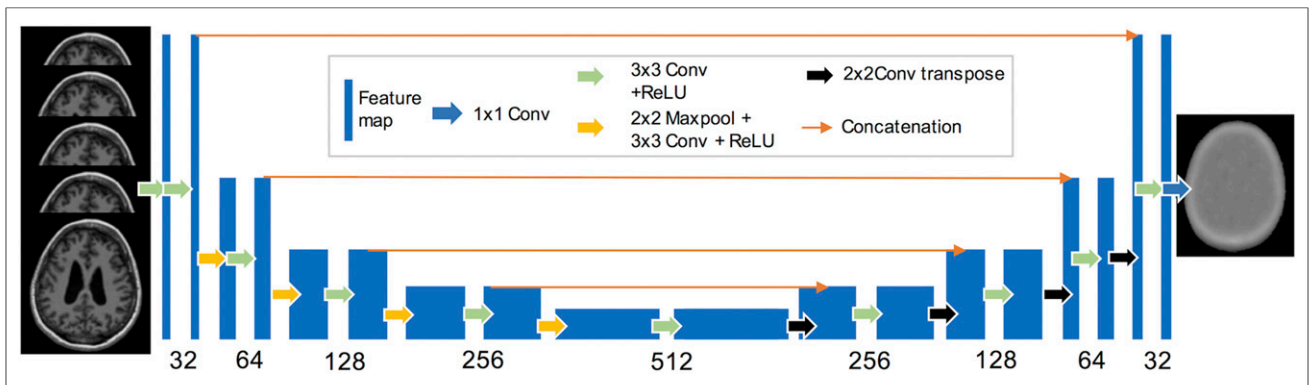 Feature
map
1x1 Conv
3x3 Conv
+ReLU
2x2 Maxpool +
3x3 Conv + ReLU
2x2Conv transpose
Concatenation
32 64 128 256 512 256 128 64 32